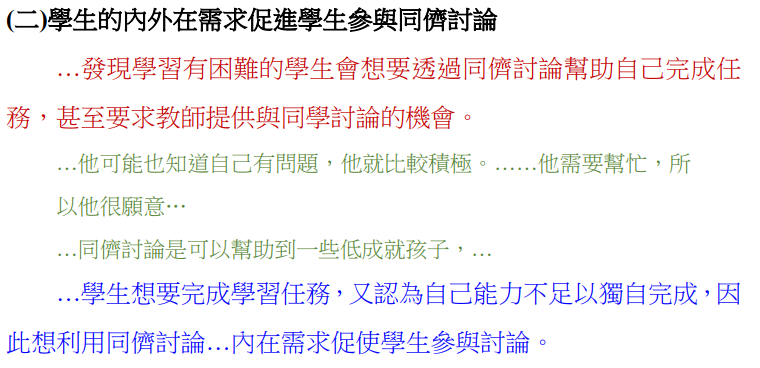 (二)學生的內外在需求促進學生參與同儕討論
…發現學習有困難的學生會想要透過同儕討論幫助自己完成任
務，甚至要求教師提供與同學討論的機會。
…他可能也知道自己有問題，他就比較積極。……他需要幫忙，所
以他很願意…
…同儕討論是可以幫助到一些低成就孩子，…
…學生想要完成學習任務，又認為自己能力不足以獨自完成，因
此想利用同儕討論…內在需求促使學生參與討論。